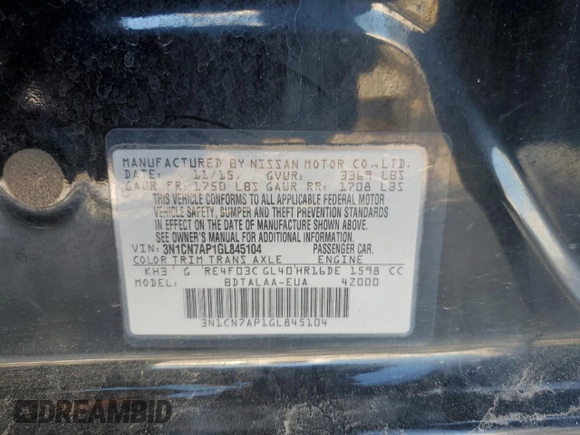 MANUFACTURED BY NISSAN MOTOR CO.,LTD.
DATE: 11/15. GVWR: 3369 LBS
GAWR FR: 1750 LBS GAWR RR: 1708 LBS
THIS VEHICLE CONFORMS TO ALL APPLICABLE FEDERAL MOTOR
VEHICLE SAFETY, BUMPER AND THEFT PREVENTION STANDARDS
IN EFFECT ON THE DATE OF MANUFACTURE SHOWN ABOVE.
SEE OWNER'S MANUAL FOR ADDITIONAL INFORMATION.
VIN: 3N1CN7AP1GL845104 PASSENGER CAR.
COLOR TRIM TRANS AXLE ENGINE
KH3 G RE4F03C GL40 HR16DE 1598 CC
MODEL BDTALAA-EUA 4Z000
3N1CN7AP1GL845104
DREAMBID